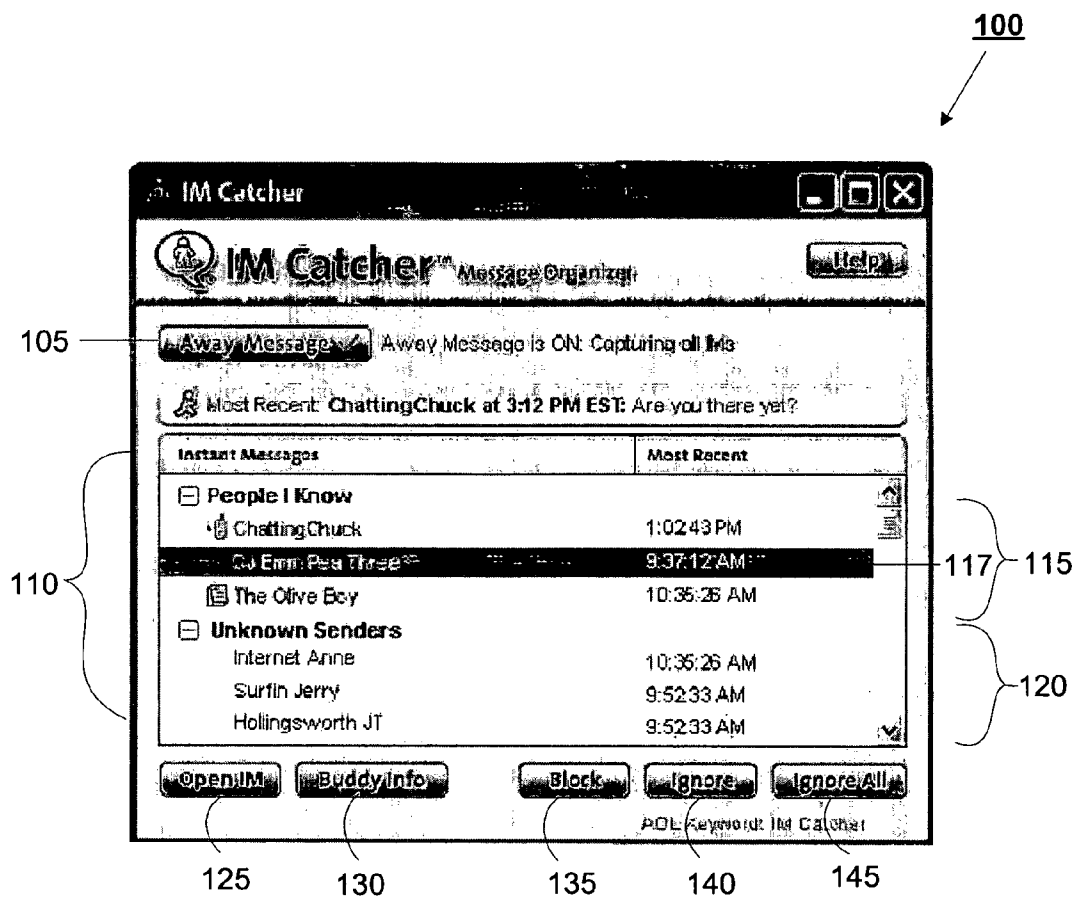 100
IM Catcher
IM Catcher™ Message Organizer
Help
105
Away Message
Away Message is ON: Capturing all IMs
Most Recent: ChattingChuck at 3:12 PM EST: Are you there yet?
Instant Messages
Most Recent
People I Know
ChattingChuck
1:02:43 PM
DJ Emm Pea Three
9:37:12 AM
117
115
110
The Olive Boy
10:35:26 AM
Unknown Senders
Internet Anne
10:35:26 AM
Surfin Jerry
9:52:33 AM
120
Hollingsworth JT
9:52:33 AM
Open IM
Buddy Info
Block
Ignore
Ignore All
AOL Keyword: IM Catcher
125
130
135
140
145